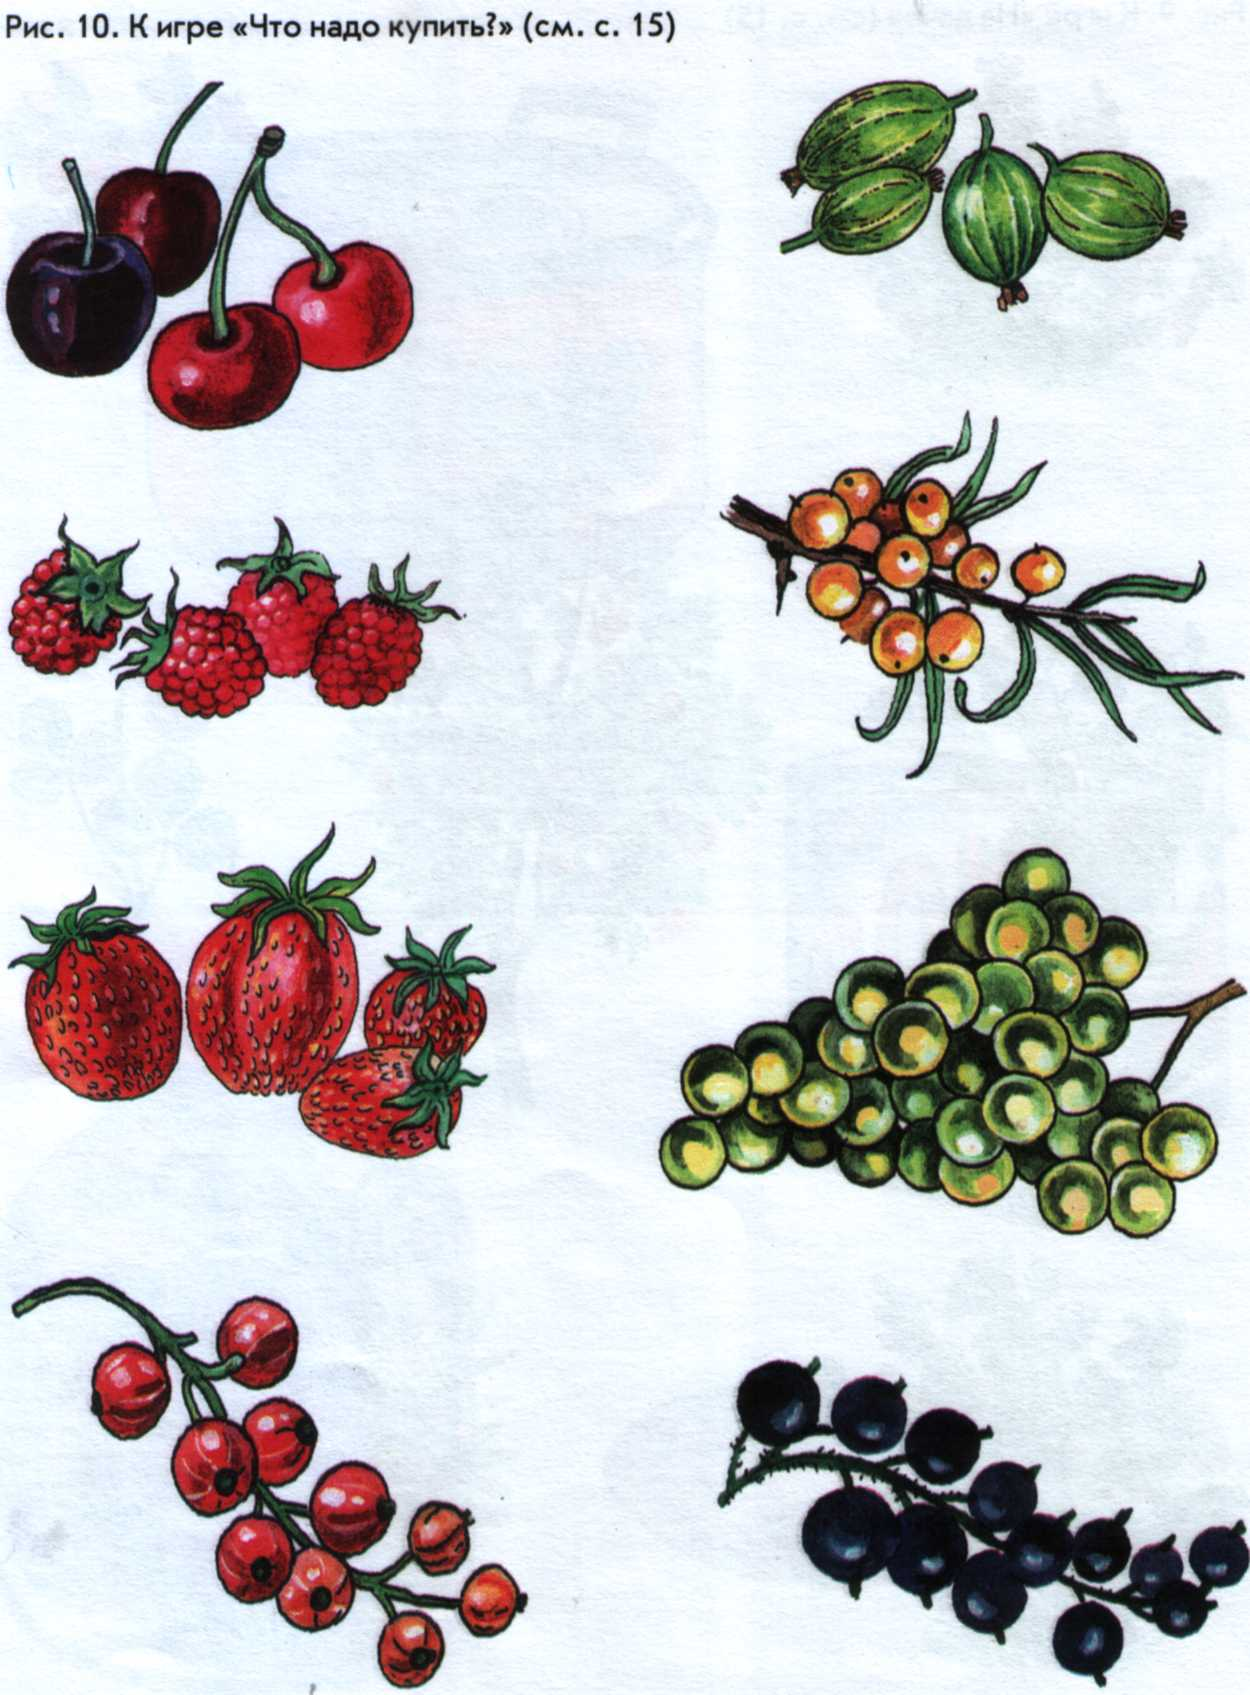 Рис. 10. К игре «Что надо купить?» (см. с. 15)